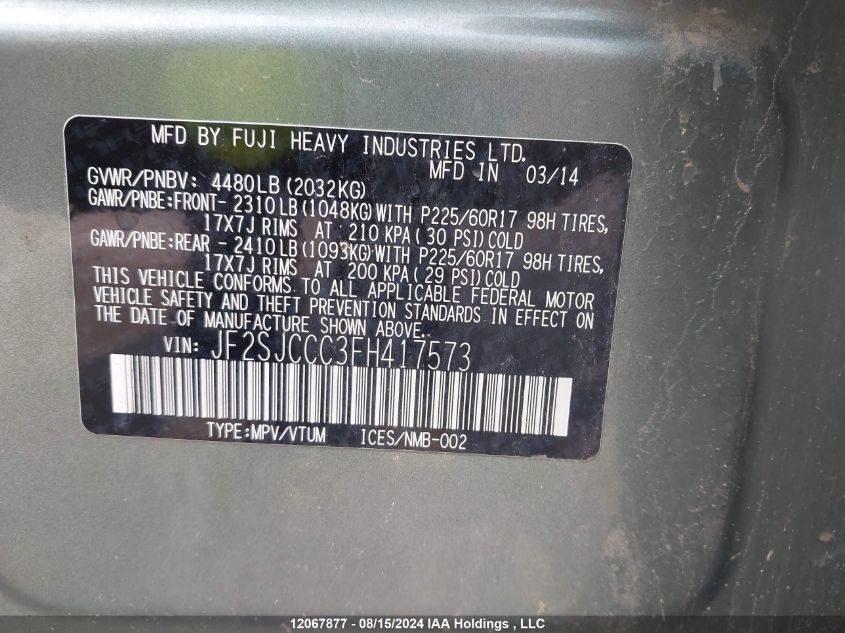 MFD BY FUJI HEAVY INDUSTRIES LTD.
MFD IN 03/14
GVWR/PNBV: 4480LB(2032KG)
GAWR/PNBE:FRONT- 2310LB(1048KG)WITH P225/60R17 98H TIRES,
17X7J RIMS AT 210 KPA(30 PSI)COLD
GAWR/PNBE:REAR - 2410LB(1093KG)WITH P225/60R17 98H TIRES,
17X7J RIMS AT 200 KPA(29 PSI)COLD
THIS VEHICLE CONFORMS TO ALL APPLICABLE FEDERAL MOTOR
VEHICLE SAFETY AND THEFT PREVENTION STANDARDS IN EFFECT ON
THE DATE OF MANUFACTURE SHOWN ABOVE.
VIN: JF2SJCCC3FH417573
TYPE:MPV/VTUM ICES/NMB-002
12067877 - 08/15/2024 IAA Holdings , LLC